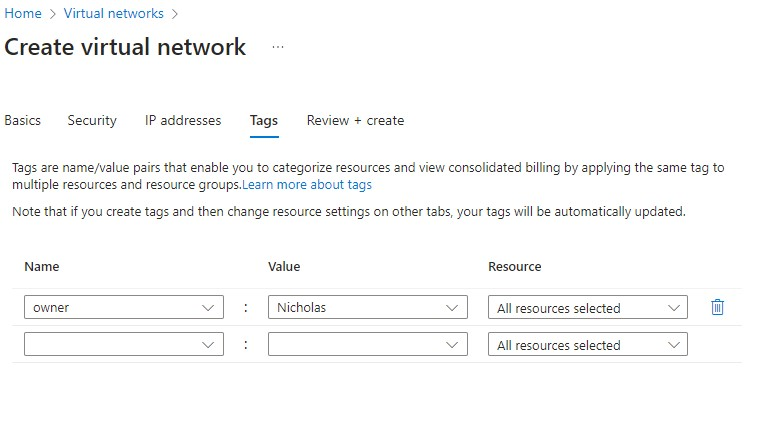 Home > Virtual networks >
Create virtual network ...
Basics Security IP addresses Tags Review + create
Tags are name/value pairs that enable you to categorize resources and view consolidated billing by applying the same tag to
multiple resources and resource groups.Learn more about tags
Note that if you create tags and then change resource settings on other tabs, your tags will be automatically updated.
Name Value Resource
owner : Nicholas All resources selected
: All resources selected